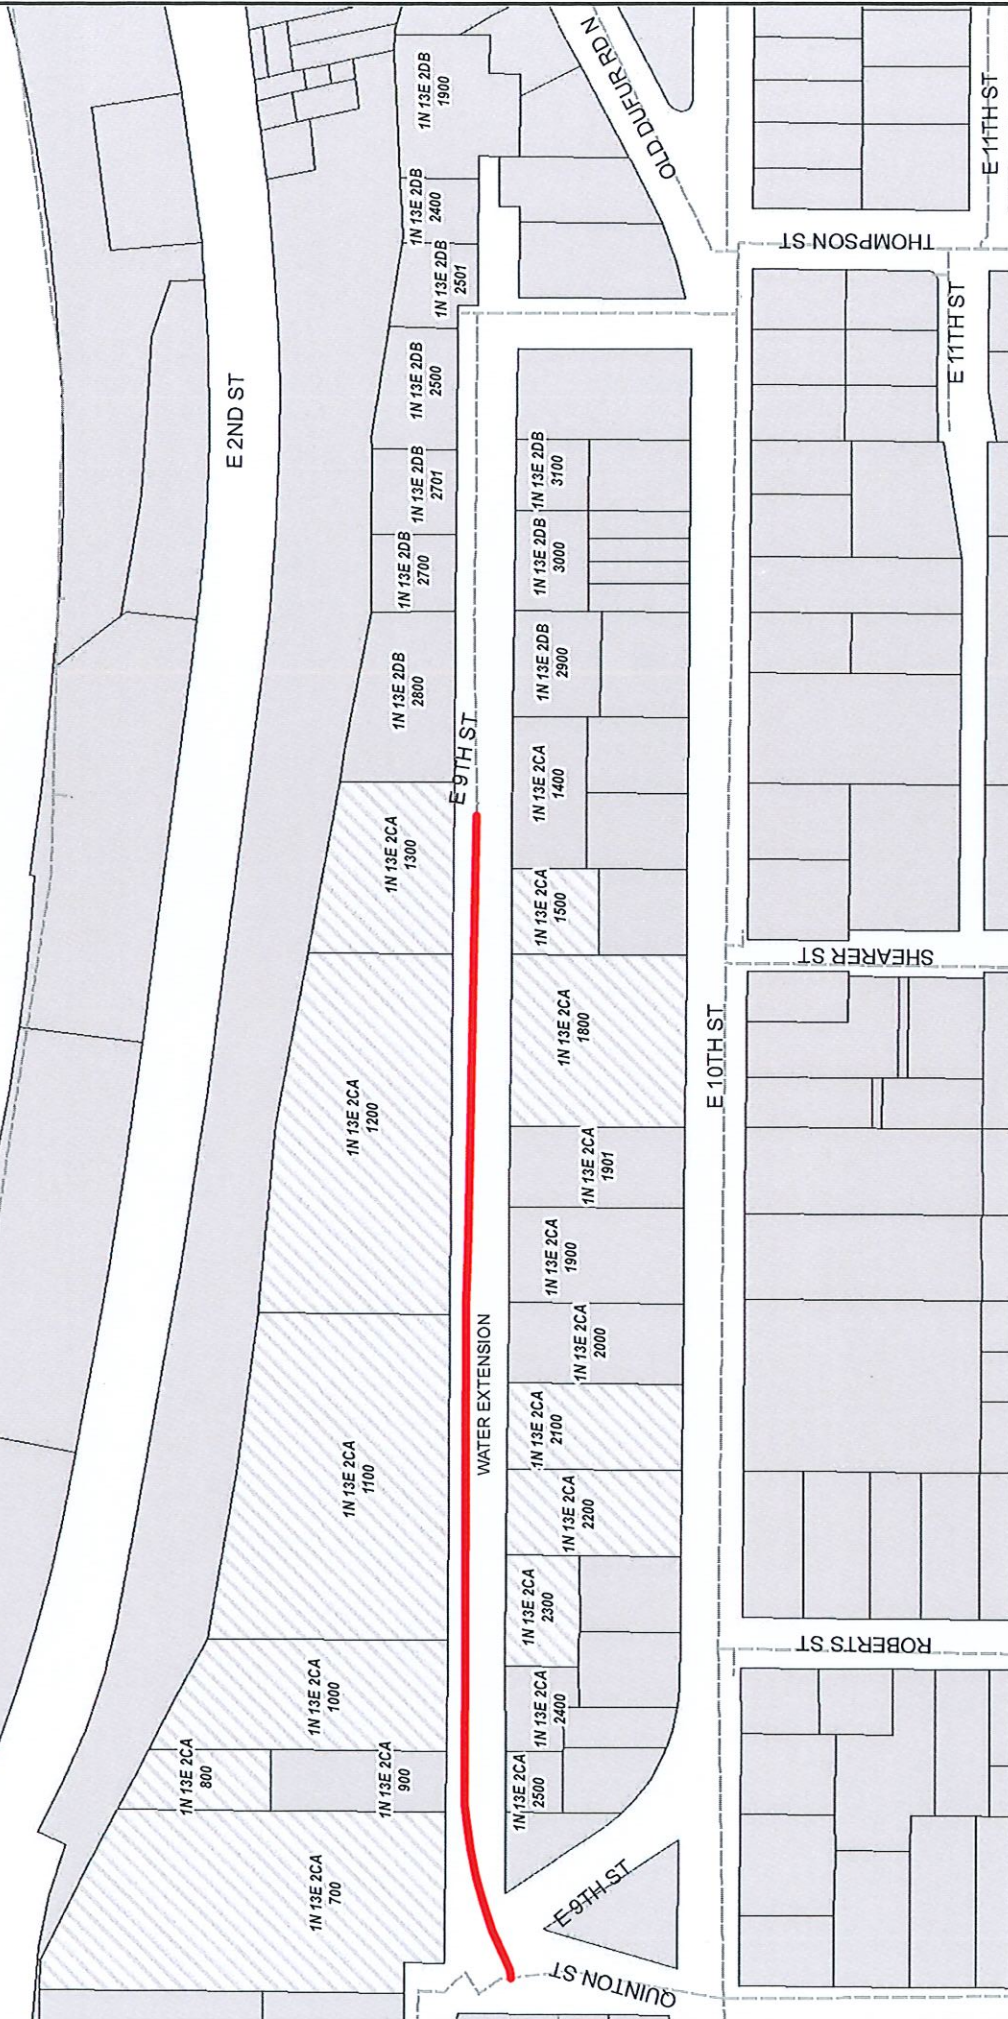 1N 13E 2DB
1900
OLD DUFUR RD N
E 11TH ST
1N 13E 2DB
2400
THOMPSON ST
1N 13E 2DB
2501
E 11TH ST
E 2ND ST
1N 13E 2DB
2500
1N 13E 2DB
2701
1N 13E 2DB
3100
1N 13E 2DB
2700
1N 13E 2DB
3000
1N 13E 2DB
2800
1N 13E 2DB
2900
E 9TH ST
1N 13E 2CA
1400
1N 13E 2CA
1300
1N 13E 2CA
1500
SHEARER ST
1N 13E 2CA
1800
E 10TH ST
1N 13E 2CA
1200
1N 13E 2CA
1901
1N 13E 2CA
1900
1N 13E 2CA
2000
WATER EXTENSION
1N 13E 2CA
2100
1N 13E 2CA
1100
1N 13E 2CA
2200
1N 13E 2CA
2300
ROBERTS ST
1N 13E 2CA
1000
1N 13E 2CA
2400
1N 13E 2CA
800
1N 13E 2CA
900
1N 13E 2CA
2500
1N 13E 2CA
700
E 9TH ST
QUINTON ST